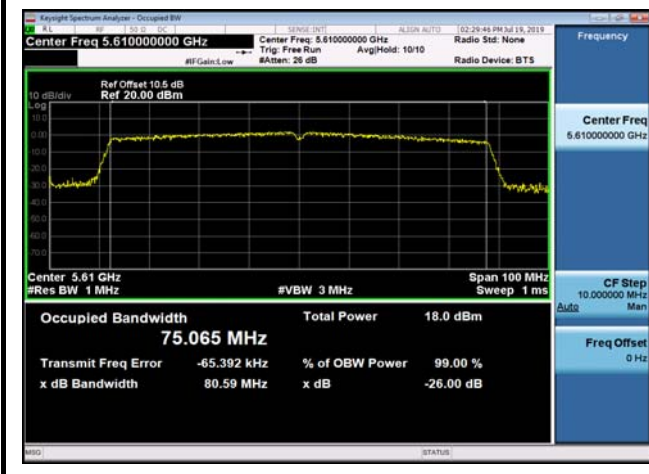 Keysight Spectrum Analyzer - Occupied BW
RL RF 50 Ω DC SENSE:INT ALIGN AUTO 02:29:46 PM Jul 19, 2019
Center Freq 5.610000000 GHz Center Freq: 5.610000000 GHz Radio Std: None Frequency
Trig: Free Run Avg|Hold: 10/10
#IFGain:Low #Atten: 26 dB Radio Device: BTS
Ref Offset 10.5 dB
10 dB/div Ref 20.00 dBm
Log
10.0
0.00
10.0
20.0
30.0
40.0
50.0
60.0
70.0
Center Freq
5.610000000 GHz
Center 5.61 GHz Span 100 MHz
#Res BW 1 MHz #VBW 3 MHz Sweep 1 ms
CF Step
10.000000 MHz
Auto Man
Occupied Bandwidth Total Power 18.0 dBm
75.065 MHz
Freq Offset
0 Hz
Transmit Freq Error -65.392 kHz % of OBW Power 99.00 %
x dB Bandwidth 80.59 MHz x dB -26.00 dB
MSG STATUS